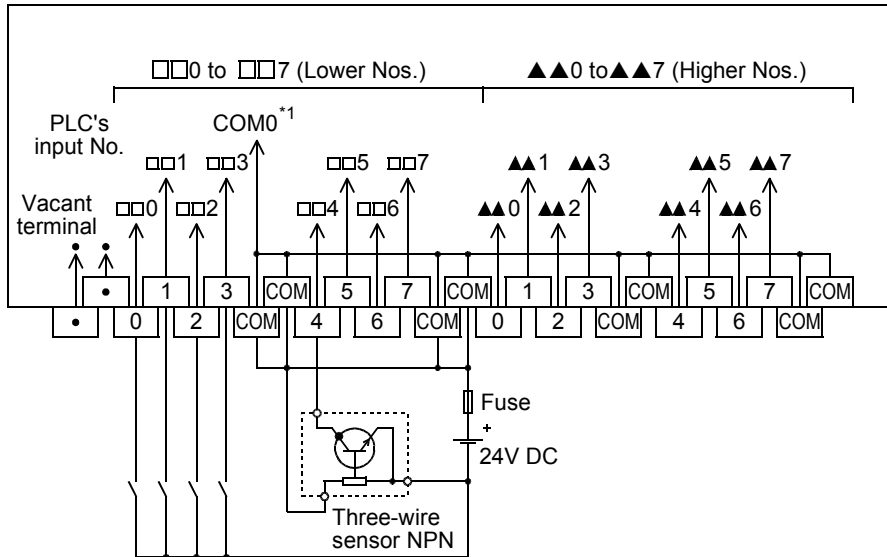 □□0 to □□7 (Lower Nos.) ▲▲0 to ▲▲7 (Higher Nos.)
PLC's
input No.
COM0*1
□□1 □□3 □□5 □□7 ▲▲1 ▲▲3 ▲▲5 ▲▲7
Vacant
terminal
□□0 □□2 □□4 □□6 ▲▲0 ▲▲2 ▲▲4 ▲▲6
1 3 COM 5 7 COM 1 3 COM 5 7 COM
0 2 COM 4 6 COM 0 2 COM 4 6 COM
Fuse
+
24V DC
Three-wire
sensor NPN